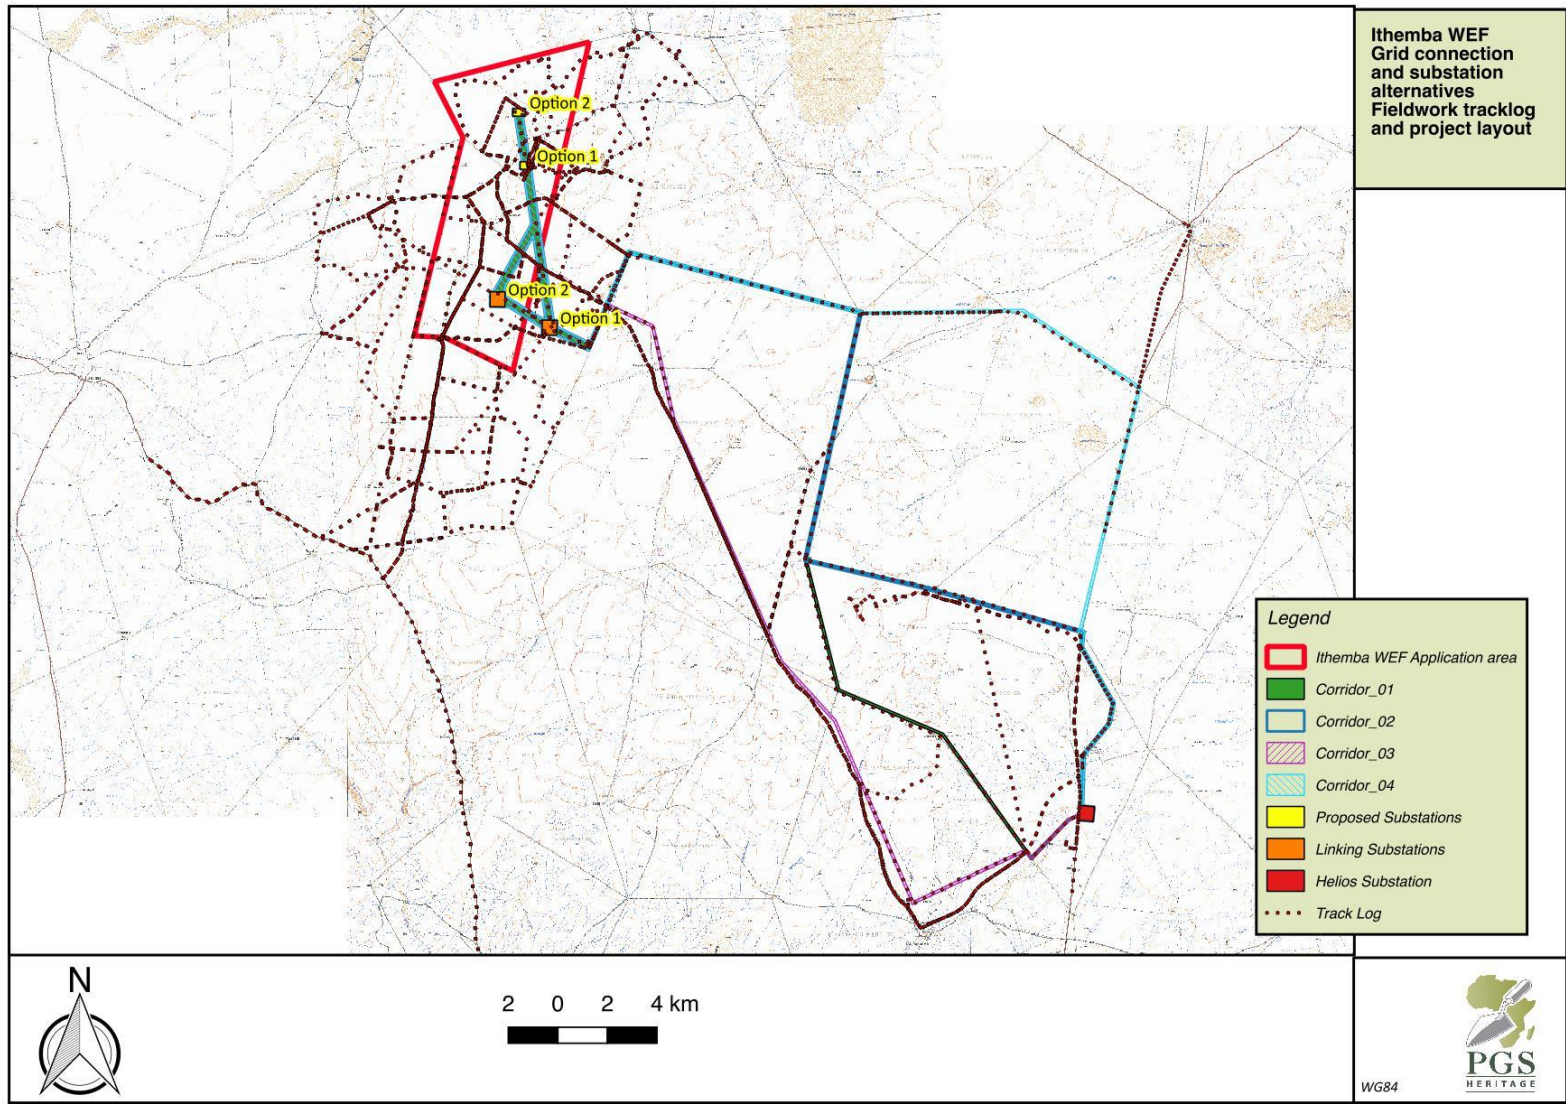 Ithemba WEF
Grid connection
and substation
alternatives
Fieldwork tracklog
and project layout
Option 2
Option 1
Option 2
Option 1
Legend
Ithemba WEF Application area
Corridor_01
Corridor_02
Corridor_03
Corridor_04
Proposed Substations
Linking Substations
Helios Substation
Track Log
N
2 0 2 4 km
WG84
PGS
HERITAGE